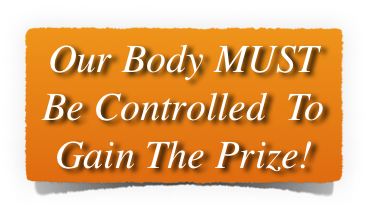 Our Body MUST
Be Controlled  To
Gain The Prize!